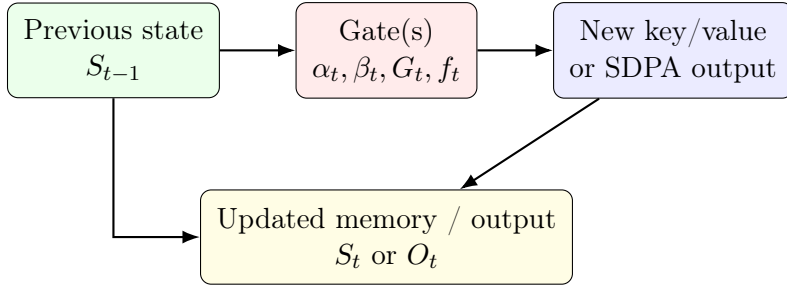 Previous state
S_{t−1}
Gate(s)
α_t, β_t, G_t, f_t
New key/value
or SDPA output
Updated memory / output
S_t or O_t